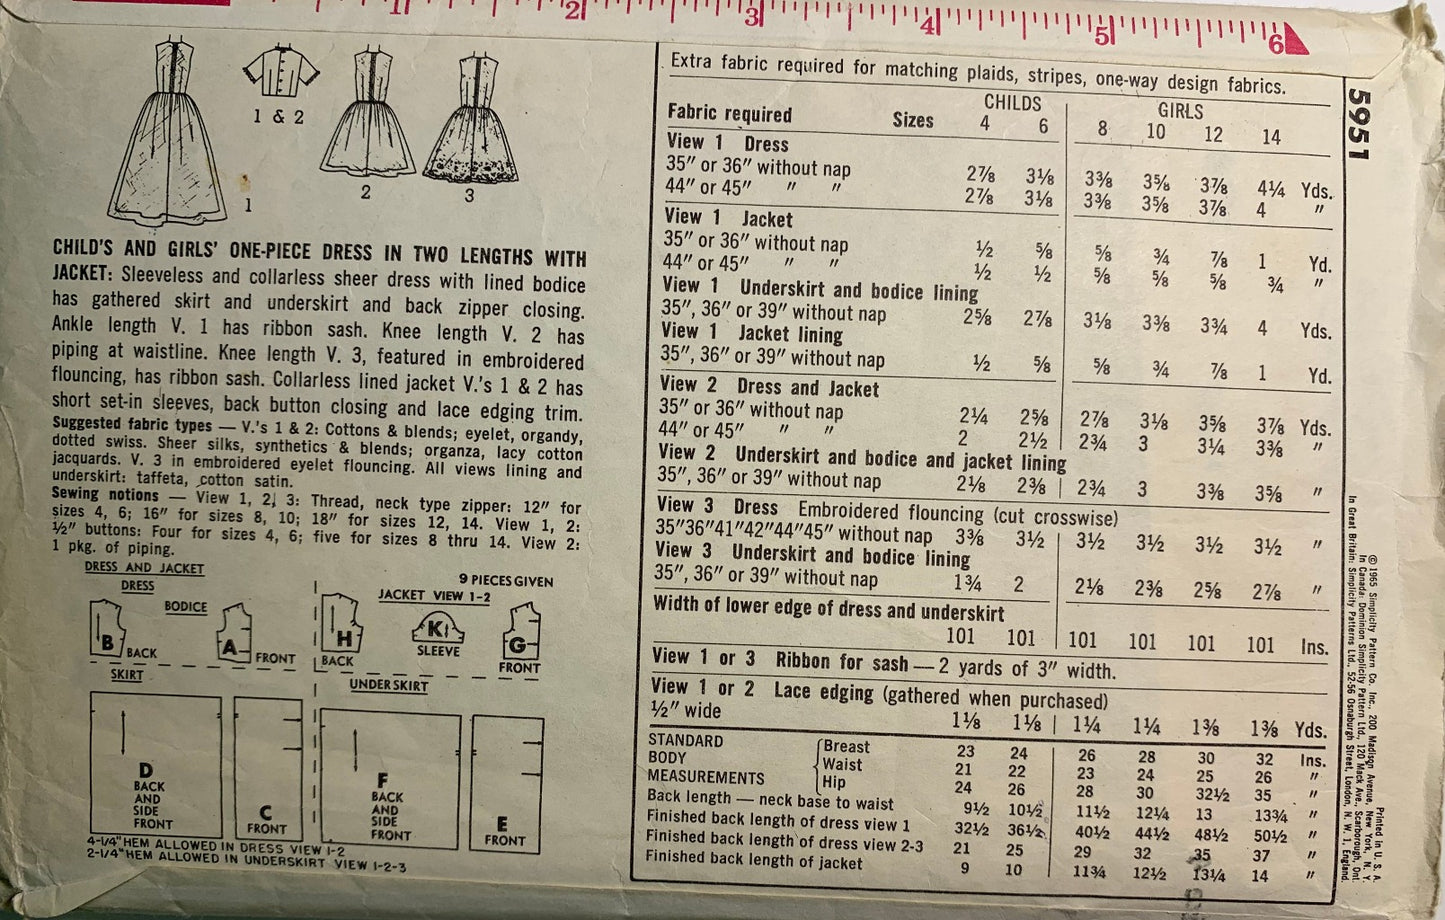 1 2 3 4 5 6
1 & 2
1
2
3
CHILD'S AND GIRLS' ONE-PIECE DRESS IN TWO LENGTHS WITH
JACKET: Sleeveless and collarless sheer dress with lined bodice
has gathered skirt and underskirt and back zipper closing.
Ankle length V. 1 has ribbon sash. Knee length V. 2 has
piping at waistline. Knee length V. 3, featured in embroidered
flouncing, has ribbon sash. Collarless lined jacket V.'s 1 & 2 has
short set-in sleeves, back button closing and lace edging trim.
Suggested fabric types — V.'s 1 & 2: Cottons & blends; eyelet, organdy,
dotted swiss. Sheer silks, synthetics & blends; organza, lacy cotton
jacquards. V. 3 in embroidered eyelet flouncing. All views lining and
underskirt: taffeta, cotton satin.
Sewing notions — View 1, 2, 3: Thread, neck type zipper: 12" for
sizes 4, 6; 16" for sizes 8, 10; 18" for sizes 12, 14. View 1, 2:
½" buttons: Four for sizes 4, 6; five for sizes 8 thru 14. View 2:
1 pkg. of piping.
DRESS AND JACKET
9 PIECES GIVEN
DRESS
JACKET VIEW 1-2
BODICE
B BACK
A FRONT
H BACK
K SLEEVE
G FRONT
SKIRT
UNDERSKIRT
D
BACK
AND
SIDE
FRONT
C
FRONT
F
BACK
AND
SIDE
FRONT
E
FRONT
4-1/4" HEM ALLOWED IN DRESS VIEW 1-2
2-1/4" HEM ALLOWED IN UNDERSKIRT VIEW 1-2-3
Extra fabric required for matching plaids, stripes, one-way design fabrics.
CHILDS GIRLS
Fabric required Sizes 4 6 8 10 12 14
View 1 Dress
35" or 36" without nap 2⅞ 3⅛ 3⅜ 3⅝ 3⅞ 4¼ Yds.
44" or 45" " " 2⅞ 3⅛ 3⅜ 3⅝ 3⅞ 4 "
View 1 Jacket
35" or 36" without nap ½ ⅝ ⅝ ¾ ⅞ 1 Yd.
44" or 45" " " ½ ½ ⅝ ⅝ ⅝ ¾ "
View 1 Underskirt and bodice lining
35", 36" or 39" without nap 2⅝ 2⅞ 3⅛ 3⅜ 3¾ 4 Yds.
View 1 Jacket lining
35", 36" or 39" without nap ½ ⅝ ⅝ ¾ ⅞ 1 Yd.
View 2 Dress and Jacket
35" or 36" without nap 2¼ 2⅝ 2⅞ 3⅛ 3⅝ 3⅞ Yds.
44" or 45" " " 2 2½ 2¾ 3 3¼ 3⅜ "
View 2 Underskirt and bodice and jacket lining
35", 36" or 39" without nap 2⅛ 2⅜ 2¾ 3 3⅜ 3⅝ "
View 3 Dress Embroidered flouncing (cut crosswise)
35"36"41"42"44"45" without nap 3⅜ 3½ 3½ 3½ 3½ 3½ "
View 3 Underskirt and bodice lining
35", 36" or 39" without nap 1¾ 2 2⅛ 2⅜ 2⅝ 2⅞ "
Width of lower edge of dress and underskirt
101 101 101 101 101 101 Ins.
View 1 or 3 Ribbon for sash — 2 yards of 3" width.
View 1 or 2 Lace edging (gathered when purchased)
½" wide 1⅛ 1⅛ 1¼ 1¼ 1⅜ 1⅜ Yds.
STANDARD BODY MEASUREMENTS
Breast 23 24 26 28 30 32 Ins.
Waist 21 22 23 24 25 26 "
Hip 24 26 28 30 32½ 35 "
Back length — neck base to waist 9½ 10½ 11½ 12¼ 13 13¾ "
Finished back length of dress view 1 32½ 36½ 40½ 44½ 48½ 50½ "
Finished back length of dress view 2-3 21 25 29 32 35 37 "
Finished back length of jacket 9 10 11¾ 12½ 13¼ 14 "
5951
Printed in U. S. A.
© 1965 Simplicity Pattern Co. Inc., 200 Madison Avenue, New York, N. Y.
In Canada: Dominion Simplicity Pattern Ltd., 120 Mack Ave., Scarborough, Ont.
In Great Britain: Simplicity Patterns Ltd., 52-56 Osnaburgh Street, London, N. W. 1, England.